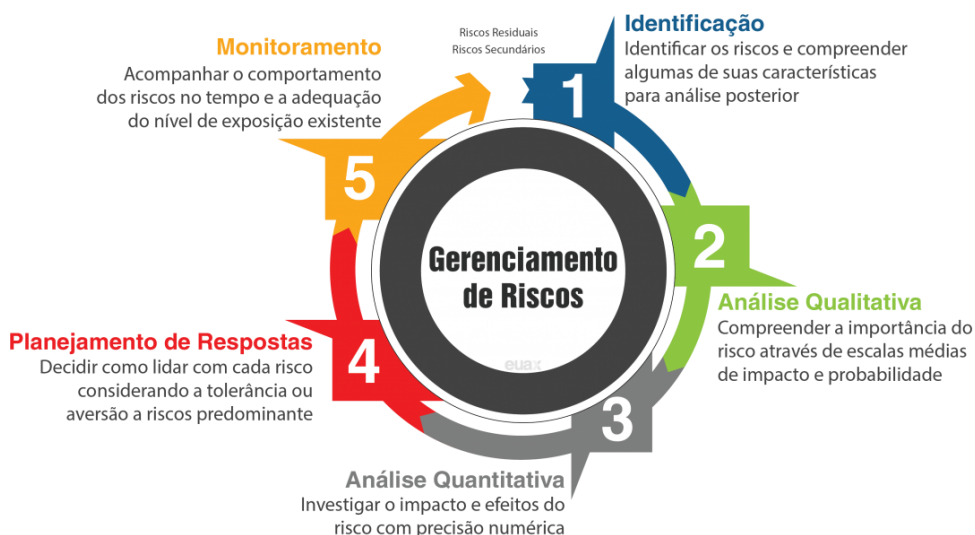 Riscos Residuais
Riscos Secundários
1
Identificação
Identificar os riscos e compreender
algumas de suas características
para análise posterior
2
Análise Qualitativa
Compreender a importância do
risco através de escalas médias
de impacto e probabilidade
3
Análise Quantitativa
Investigar o impacto e efeitos do
risco com precisão numérica
4
Planejamento de Respostas
Decidir como lidar com cada risco
considerando a tolerância ou
aversão a riscos predominante
5
Monitoramento
Acompanhar o comportamento
dos riscos no tempo e a adequação
do nível de exposição existente
Gerenciamento
de Riscos
euax